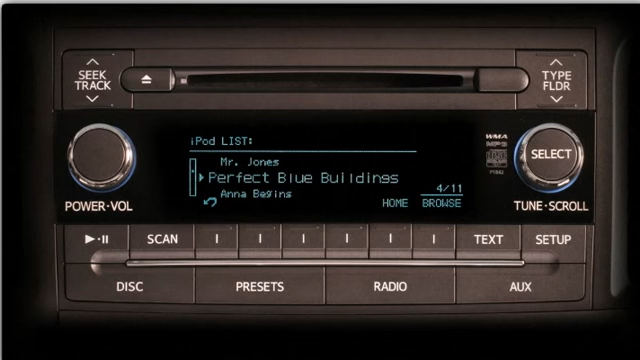 SEEK
TRACK
TYPE
FLDR
iPod LIST:
Mr. Jones
Perfect Blue Buildings
Anna Begins
4/11
HOME
BROWSE
WMA
MP3
SELECT
POWER·VOL
TUNE·SCROLL
SCAN
TEXT
SETUP
DISC
PRESETS
RADIO
AUX